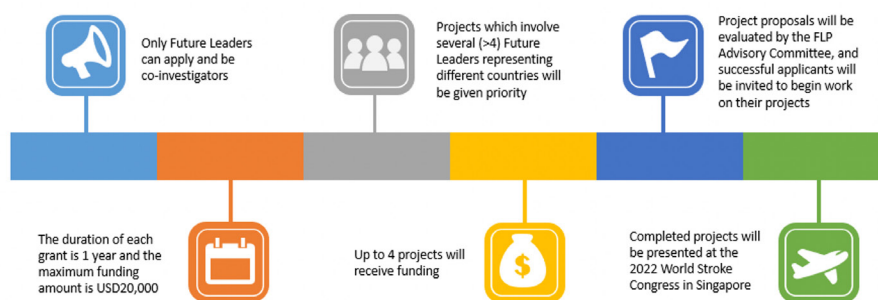 Only Future Leaders
can apply and be
co-investigators
The duration of each
grant is 1 year and the
maximum funding
amount is USD20,000
Projects which involve
several (>4) Future
Leaders representing
different countries will
be given priority
Up to 4 projects will
receive funding
$
Project proposals will be
evaluated by the FLP
Advisory Committee, and
successful applicants will
be invited to begin work
on their projects
Completed projects will
be presented at the
2022 World Stroke
Congress in Singapore